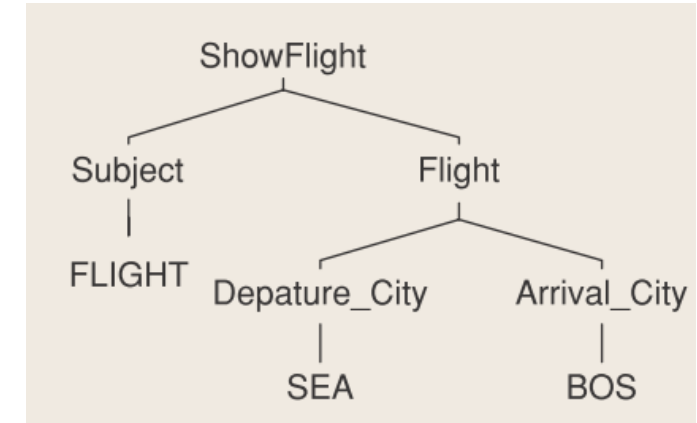 ShowFlight
Subject Flight
FLIGHT
Depature_City Arrival_City
SEA BOS